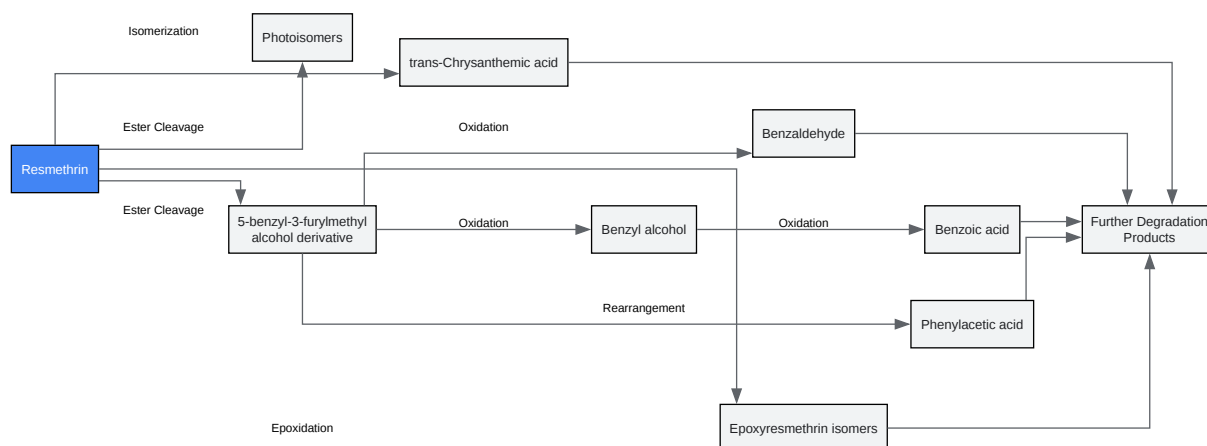 Isomerization
Photoisomers
trans-Chrysanthemic acid
Ester Cleavage
Oxidation
Benzaldehyde
Resmethrin
Ester Cleavage
5-benzyl-3-furylmethyl
alcohol derivative
Oxidation
Benzyl alcohol
Oxidation
Benzoic acid
Further Degradation
Products
Rearrangement
Phenylacetic acid
Epoxidation
Epoxyresmethrin isomers